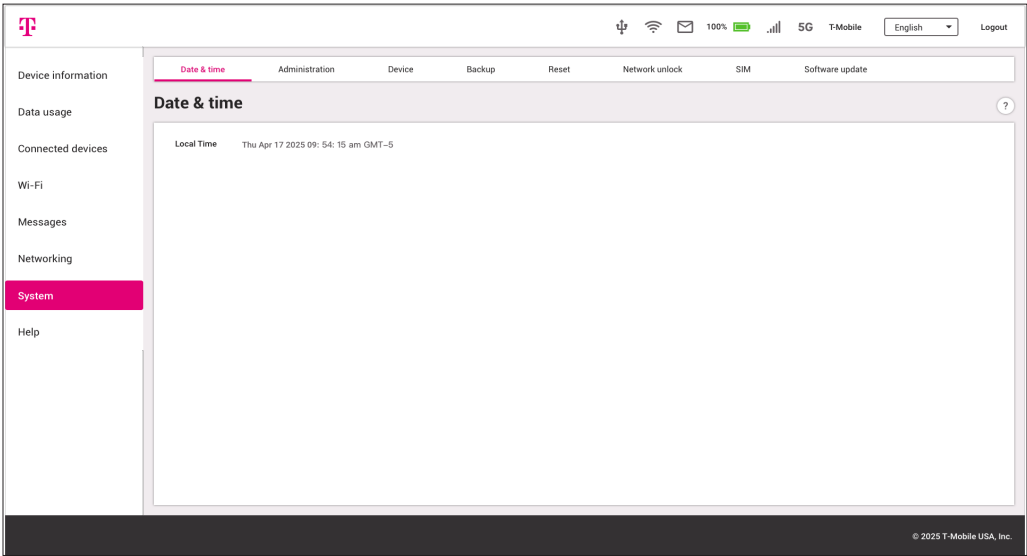 T
100% 5G T-Mobile English Logout
Device information
Data usage
Connected devices
Wi-Fi
Messages
Networking
System
Help
Date & time Administration Device Backup Reset Network unlock SIM Software update
Date & time
?
Local Time Thu Apr 17 2025 09: 54: 15 am GMT-5
© 2025 T-Mobile USA, Inc.